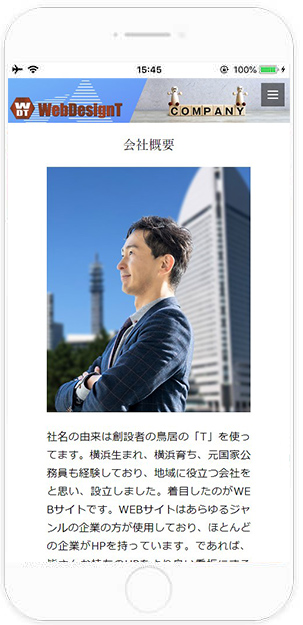 15:45
100%
WDT WebDesignT
COMPANY
会社概要
社名の由来は創設者の鳥居の「T」を使っ
てます。横浜生まれ、横浜育ち、元国家公
務員も経験しており、地域に役立つ会社を
と思い、設立しました。着目したのがWE
Bサイトです。WEBサイトはあらゆるジャ
ンルの企業の方が使用しており、ほとんど
の企業がHPを持っています。であれば、